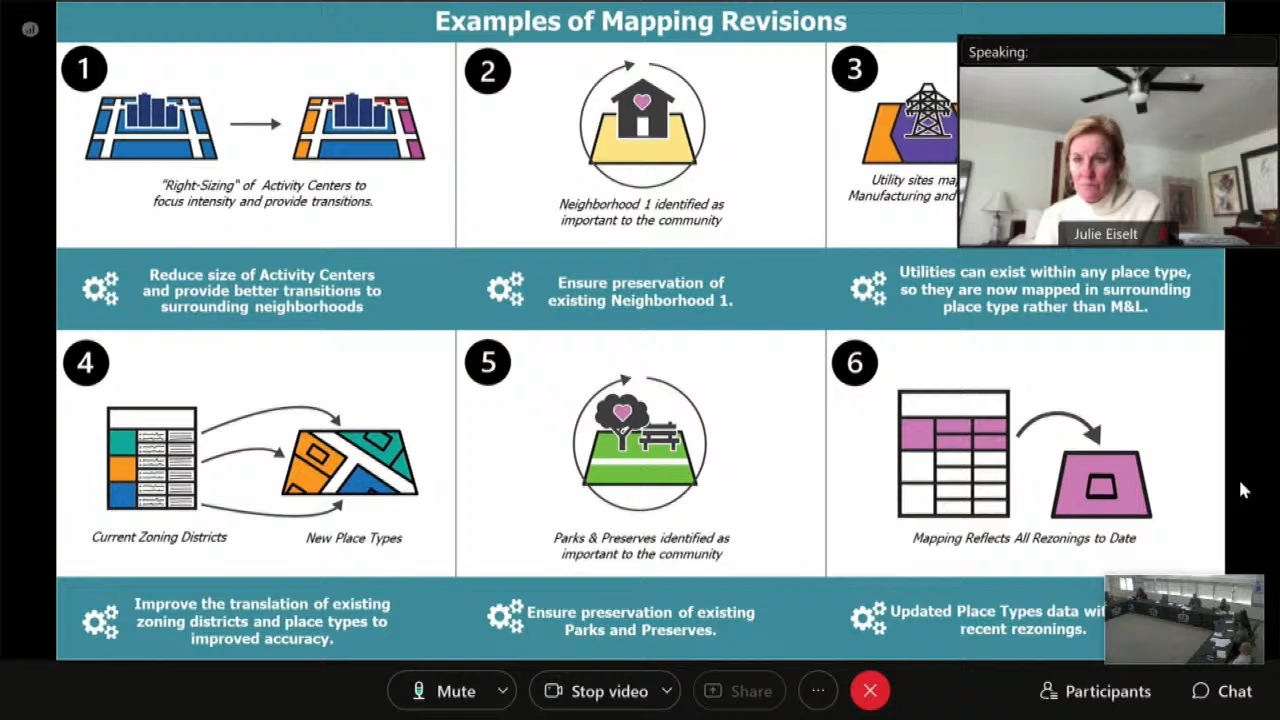 Examples of Mapping Revisions
Speaking:
Julie Eiselt
1
"Right-Sizing" of Activity Centers to
focus intensity and provide transitions.
2
Neighborhood 1 identified as
important to the community
3
Utility sites
Manufacturing and
Reduce size of Activity Centers
and provide better transitions to
surrounding neighborhoods
Ensure preservation of
existing Neighborhood 1.
Utilities can exist within any place type,
so they are now mapped in surrounding
place type rather than M&L.
4
Current Zoning Districts
New Place Types
5
Parks & Preserves identified as
important to the community
6
Mapping Reflects All Rezonings to Date
Improve the translation of existing
zoning districts and place types to
improved accuracy.
Ensure preservation of existing
Parks and Preserves.
Updated Place Types data
recent rezonings.
Mute
Stop video
Share
Participants
Chat